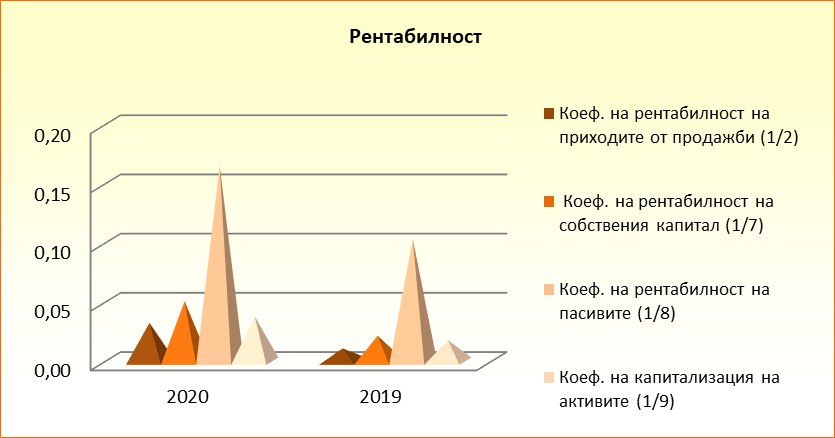 Рентабилност
0,20
0,15
0,10
0,05
0,00
2020
2019
Коеф. на рентабилност на
приходите от продажби (1/2)
Коеф. на рентабилност на
собствения капитал (1/7)
Коеф. на рентабилност на
пасивите (1/8)
Коеф. на капитализация на
активите (1/9)